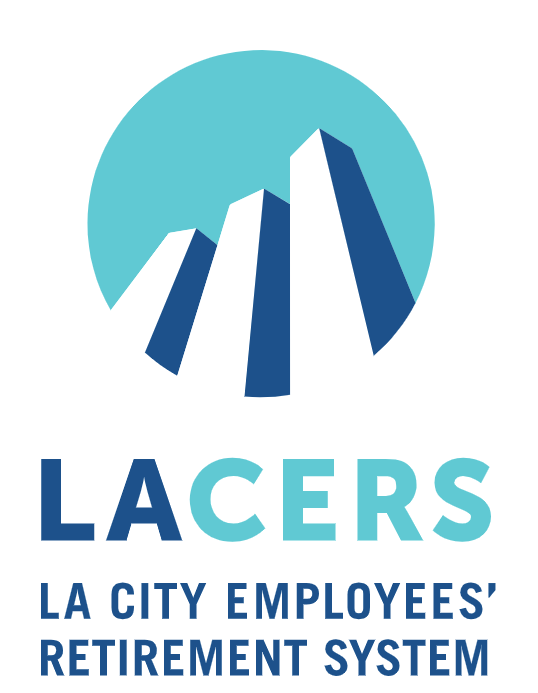 LACERS
LA CITY EMPLOYEES’
RETIREMENT SYSTEM